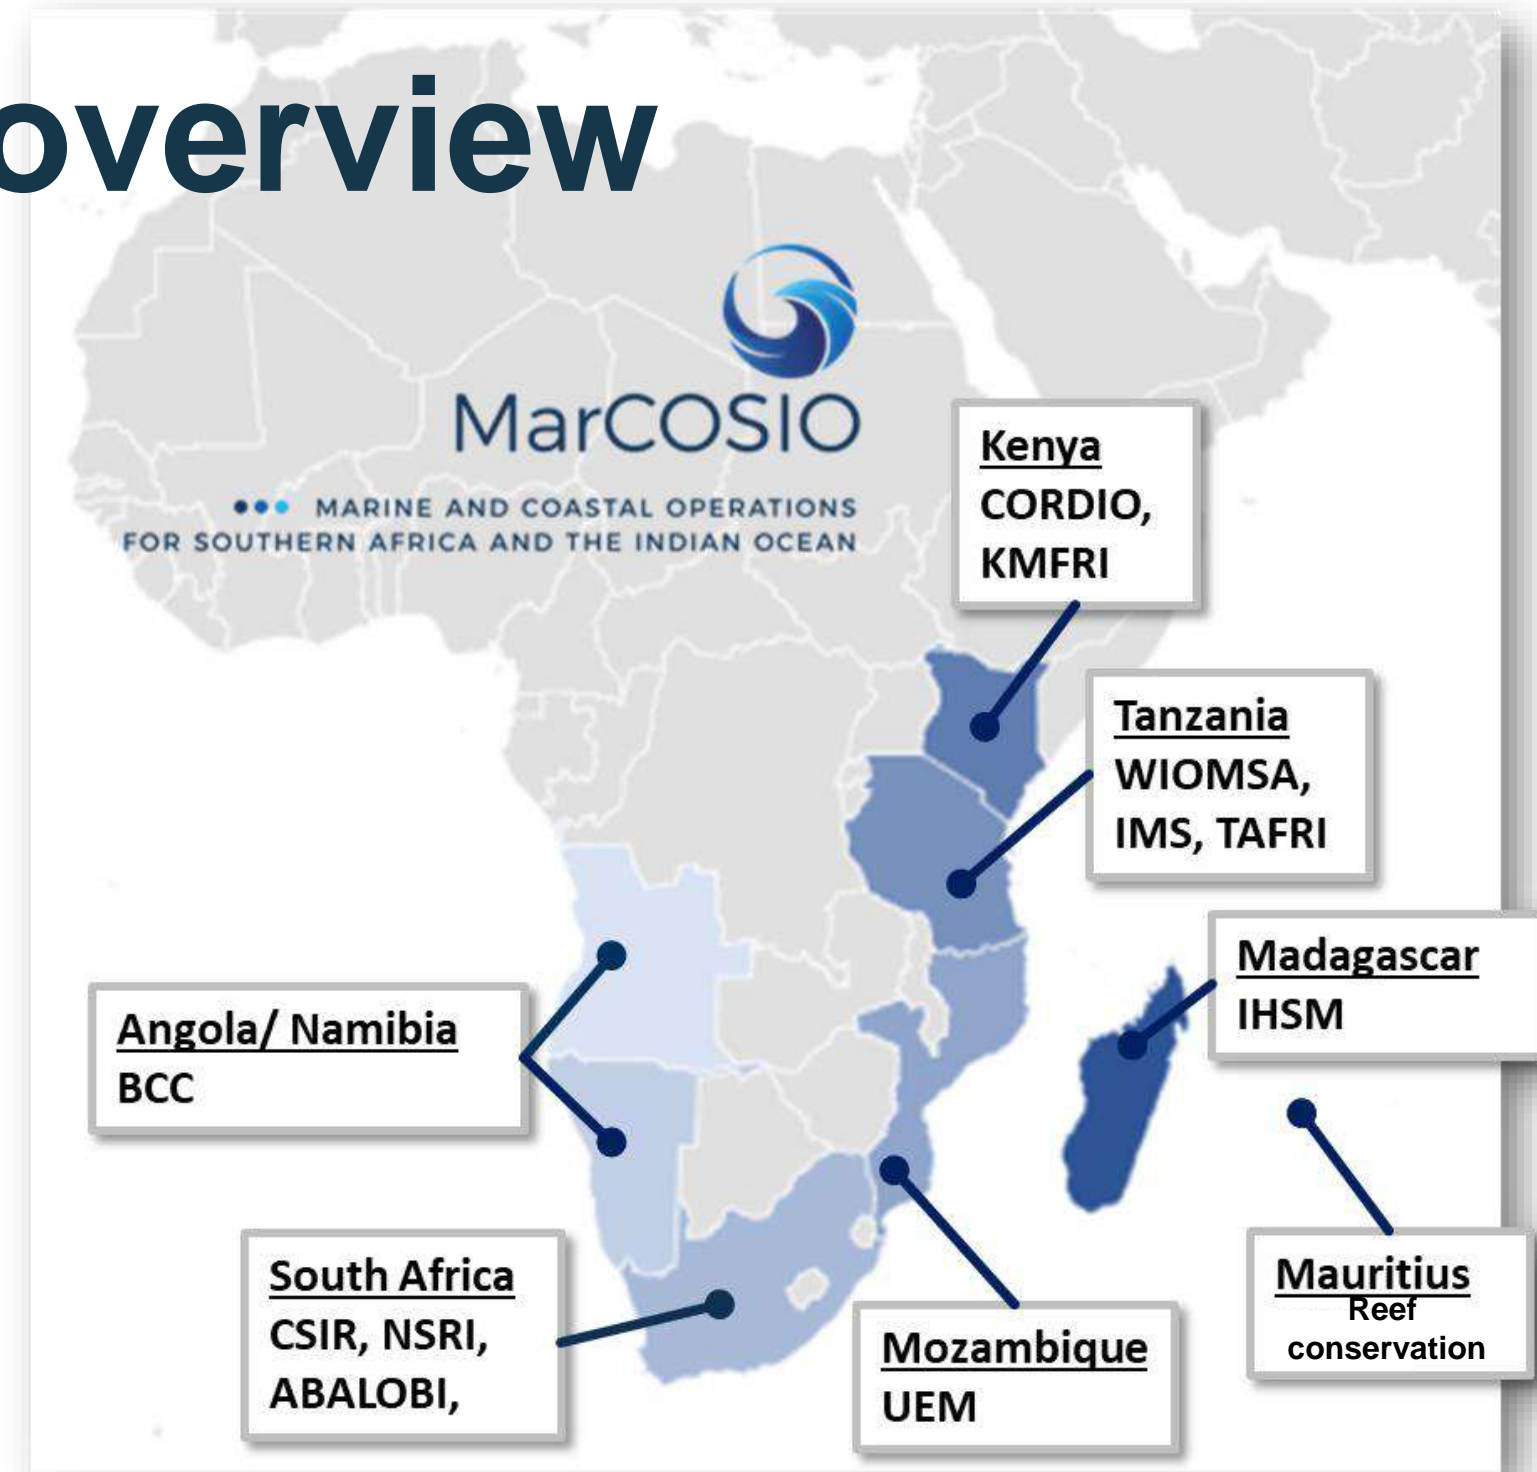 overview
MarCOSIO
MARINE AND COASTAL OPERATIONS
FOR SOUTHERN AFRICA AND THE INDIAN OCEAN
Kenya
CORDIO,
KMFRI
Tanzania
WIOMSA,
IMS, TAFRI
Madagascar
IHSM
Angola/ Namibia
BCC
South Africa
CSIR, NSRI,
ABALOBI,
Mozambique
UEM
Mauritius
Reef
conservation